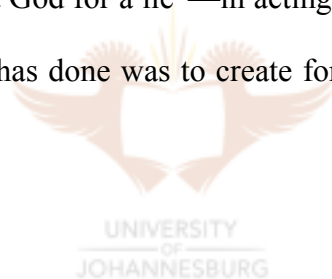 God for a lie"—in acting
has done was to create for
UNIVERSITY
OF
JOHANNESBURG